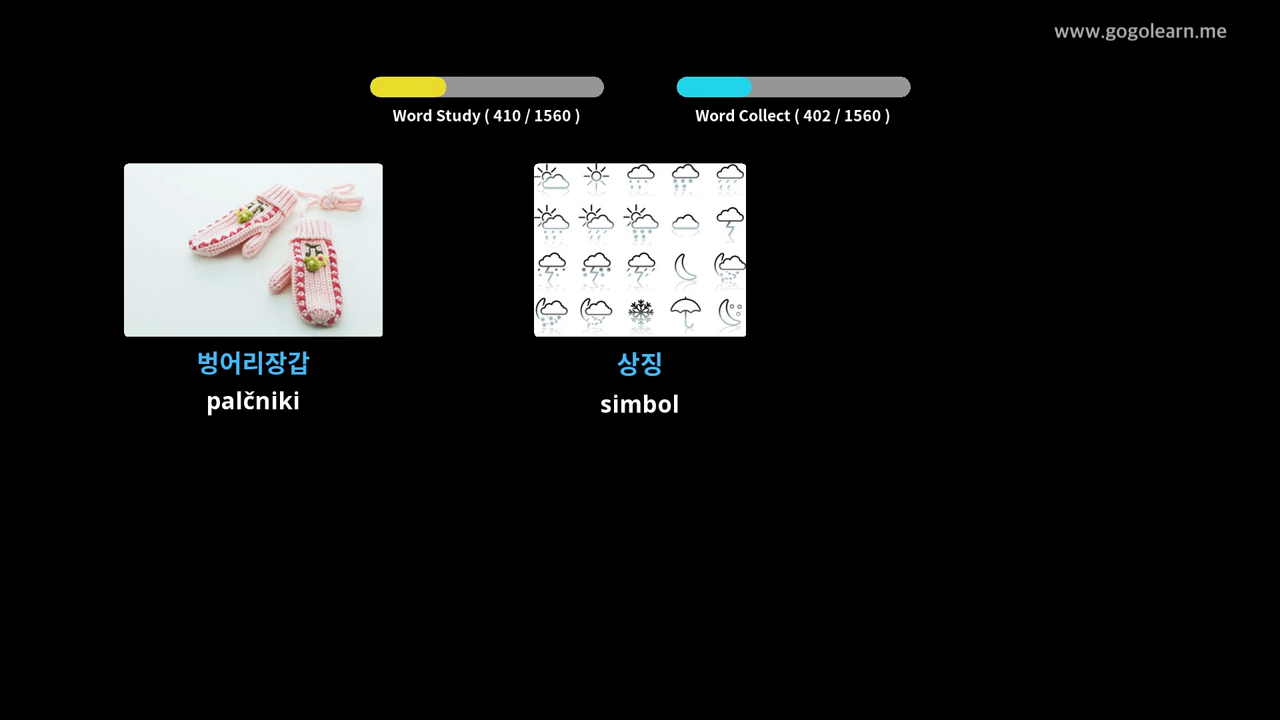 www.gogolearn.me
Word Study ( 410 / 1560 )
Word Collect ( 402 / 1560 )
벙어리장갑
palčniki
상징
simbol